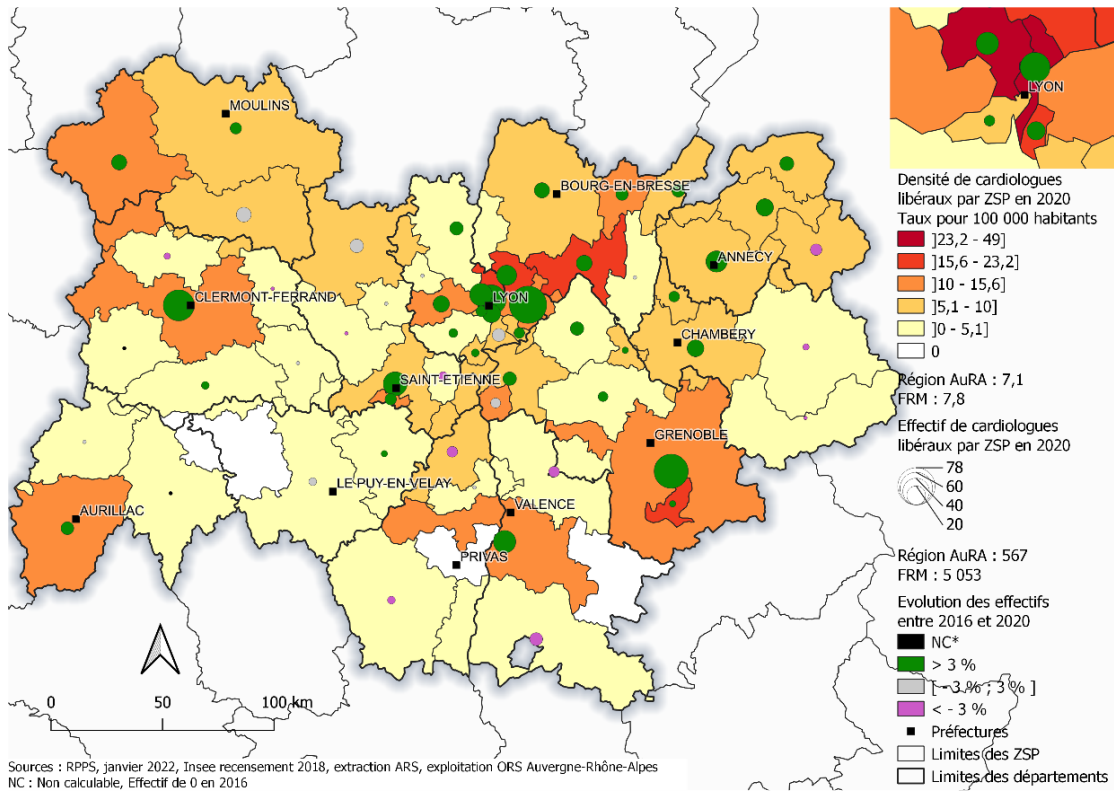 MOULINS
BOURG-EN-BRESSE
ANNECY
CLERMONT-FERRAND
LYON
CHAMBERY
SAINT-ETIENNE
GRENOBLE
LE PUY-EN-VELAY
AURILLAC
VALENCE
PRIVAS
0 50 100 km
Sources : RPPS, janvier 2022, Insee recensement 2018, extraction ARS, exploitation ORS Auvergne-Rhône-Alpes
NC : Non calculable, Effectif de 0 en 2016
LYON
Densité de cardiologues
libéraux par ZSP en 2020
Taux pour 100 000 habitants
]23,2 - 49]
]15,6 - 23,2]
]10 - 15,6]
]5,1 - 10]
]0 - 5,1]
0
Région AuRA : 7,1
FRM : 7,8
Effectif de cardiologues
libéraux par ZSP en 2020
78
60
40
20
Région AuRA : 567
FRM : 5 053
Evolution des effectifs
entre 2016 et 2020
NC*
> 3 %
[ - 3 % ; 3 % ]
< - 3 %
Préfectures
Limites des ZSP
Limites des départements